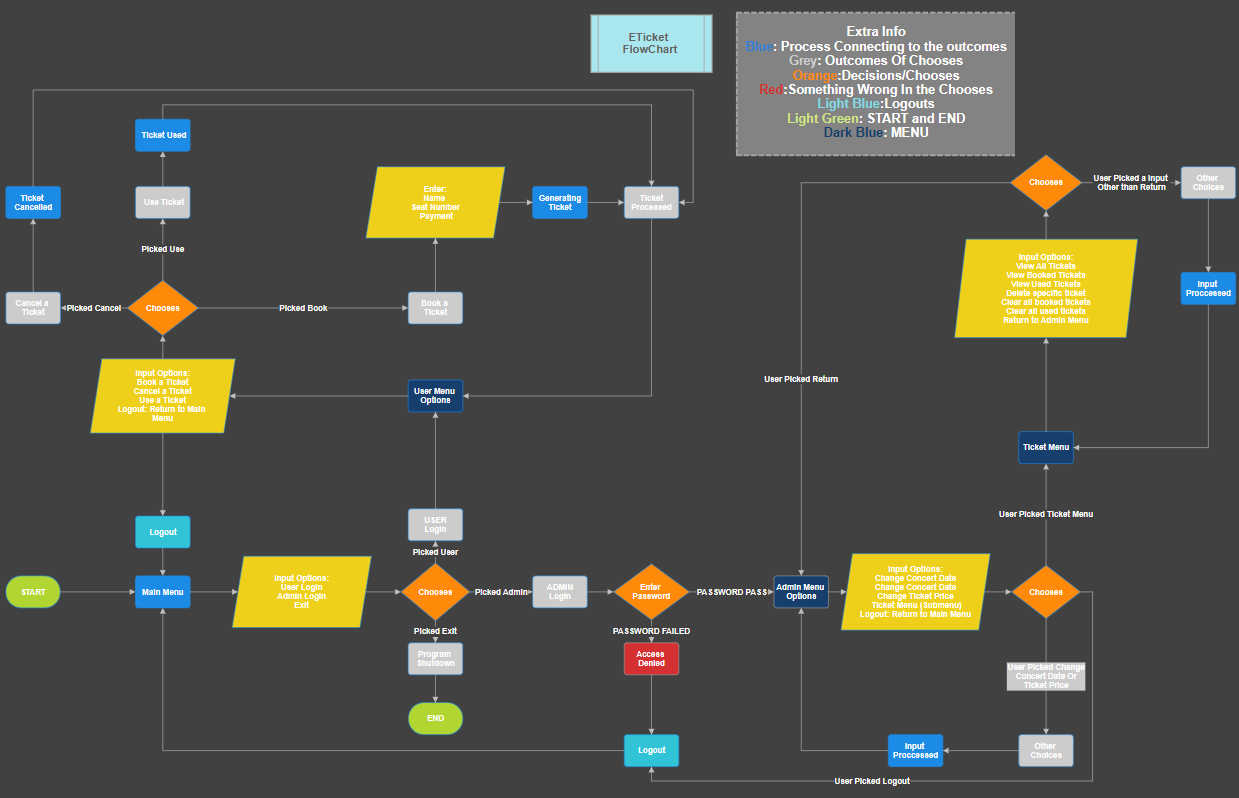 ETicket
FlowChart
Extra Info
Blue: Process Connecting to the outcomes
Grey: Outcomes Of Chooses
Orange:Decisions/Chooses
Red:Something Wrong In the Chooses
Light Blue:Logouts
Light Green: START and END
Dark Blue: MENU
Ticket Used
Ticket
Cancelled
Use Ticket
Enter:
Name
Seat Number
Payment
Generating
Ticket
Ticket
Processed
Chooses
User Picked a Input
Other than Return
Other
Choices
Picked Use
Input Options:
View All Tickets
View Booked Tickets
View Used Tickets
Delete specific ticket
Clear all booked tickets
Clear all used tickets
Return to Admin Menu
Input
Proccessed
Cancel a
Ticket
Picked Cancel
Chooses
Picked Book
Book a
Ticket
User Picked Return
Input Options:
Book a Ticket
Cancel a Ticket
Use a Ticket
Logout: Return to Main
Menu
User Menu
Options
Ticket Menu
User Picked Ticket Menu
Logout
USER
Login
Picked User
START
Main Menu
Input Options:
User Login
Admin Login
Exit
Chooses
Picked Admin
ADMIN
Login
Enter
Password
PASSWORD PASS
Admin Menu
Options
Input Options:
Change Concert Date
Change Concert Date
Change Ticket Price
Ticket Menu (Submenu)
Logout: Return to Main Menu
Chooses
Picked Exit
PASSWORD FAILED
Program
Shutdown
Access
Denied
User Picked Change
Concert Date Or
Ticket Price
END
Logout
Input
Proccessed
Other
Choices
User Picked Logout